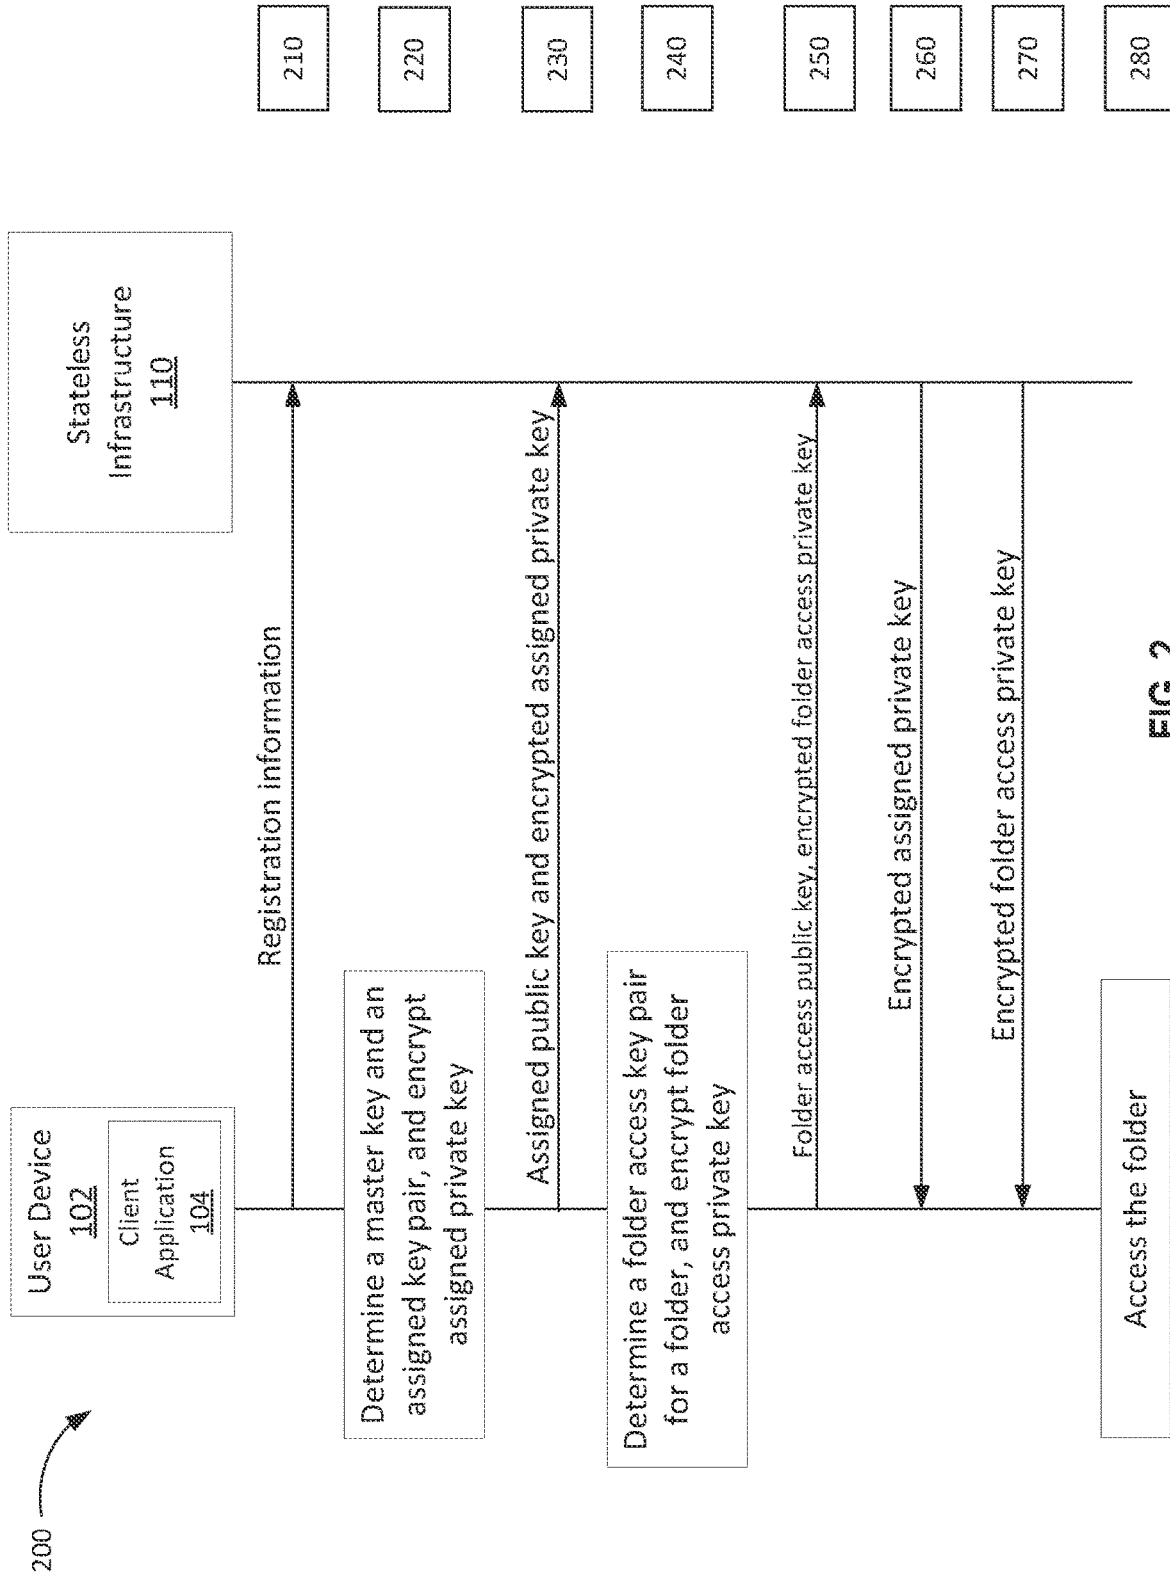 200
User Device
102
Client
Application
104
Stateless
Infrastructure
110
Registration information
210
Determine a master key and an
assigned key pair, and encrypt
assigned private key
220
Assigned public key and encrypted assigned private key
230
Determine a folder access key pair
for a folder, and encrypt folder
access private key
240
Folder access public key, encrypted folder access private key
250
Encrypted assigned private key
260
Encrypted folder access private key
270
Access the folder
280
FIG. 2